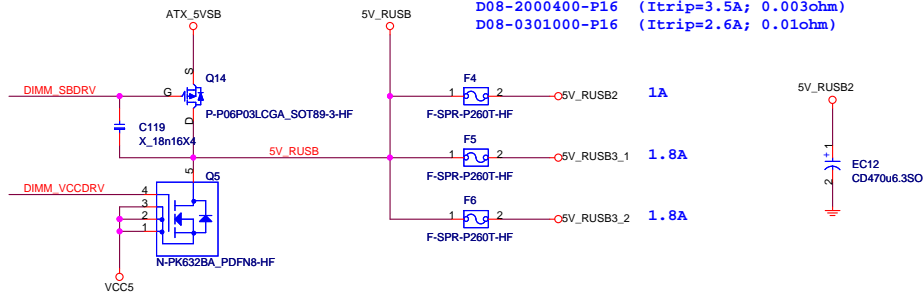 D08-2000400-P16 (Itrip=3.5A; 0.003ohm)
ATX_5VSB 5V_RUSB D08-0301000-P16 (Itrip=2.6A; 0.01ohm)
S Q14 F4
DIMM_SBDRV G 1 2 5V_RUSB2 1A 5V_RUSB2
P-P06P03LCGA_SOT89-3-HF F-SPR-P260T-HF
D
C119 F5 1
X_18n16X4 5V_RUSB 1 2 5V_RUSB3_1 1.8A + EC12
5 F-SPR-P260T-HF 2 CD470u6.3SO
Q5
DIMM_VCCDRV 4 F6
3
2 1 2 5V_RUSB3_2 1.8A
1 F-SPR-P260T-HF
N-PK632BA_PDFN8-HF
VCC5